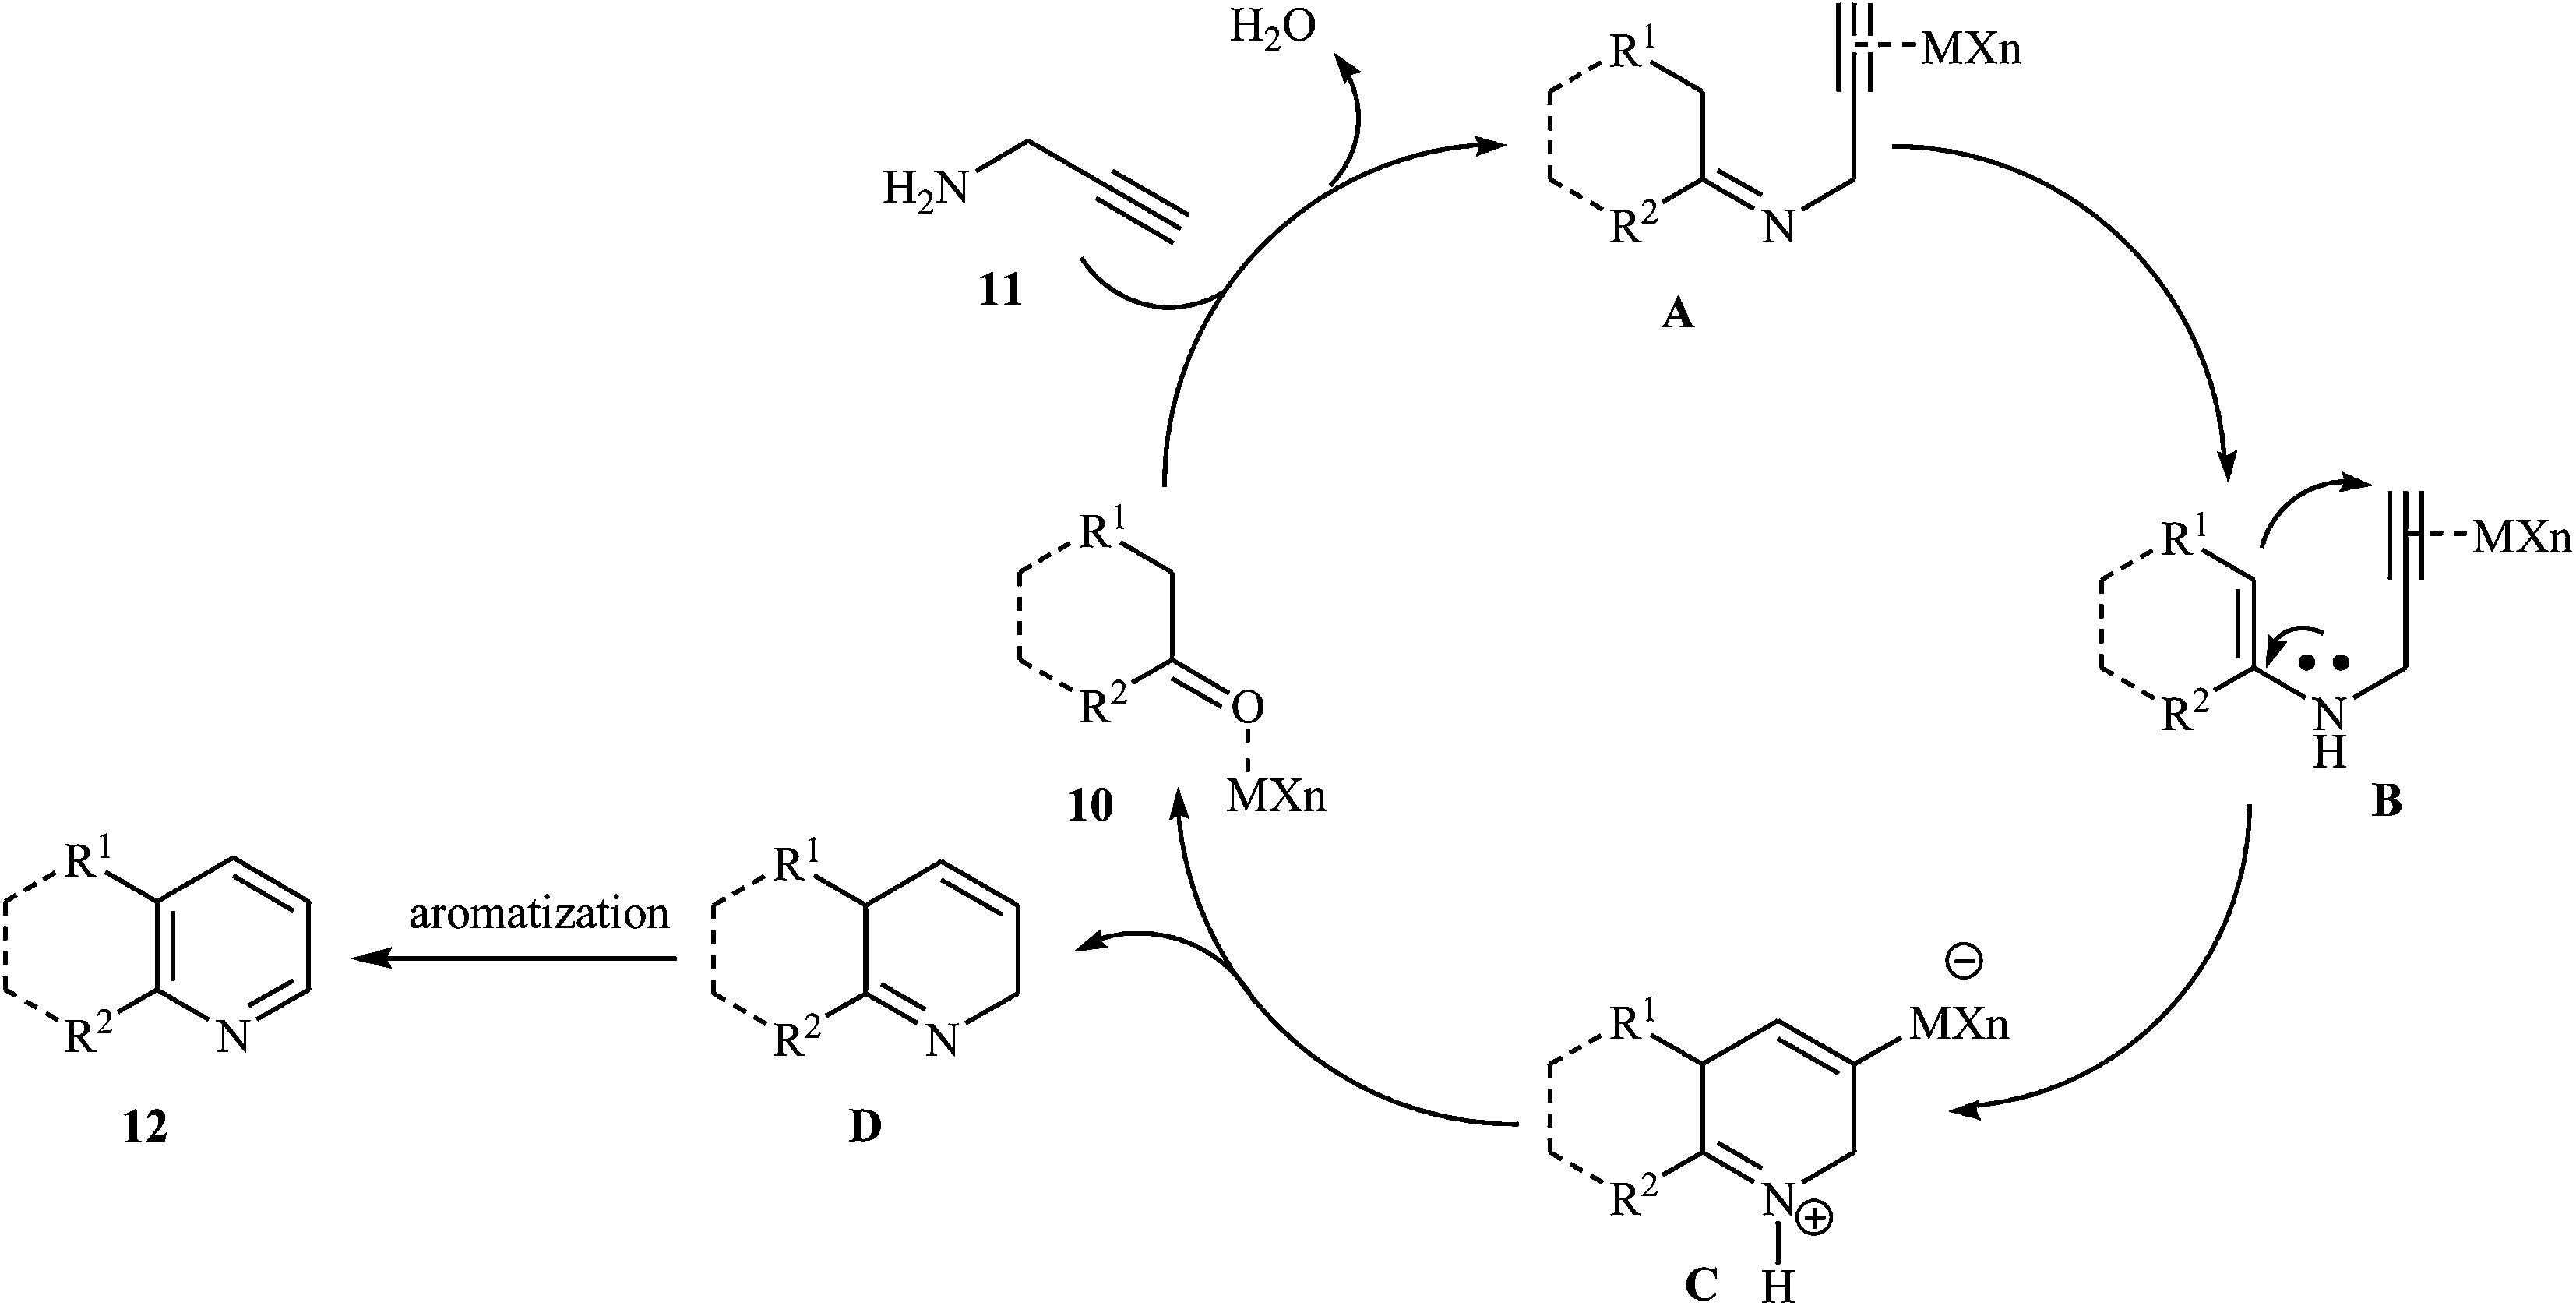 H₂O
R¹
MXn
H₂N
R²
N
11
A
R¹
R¹
MXn
R²
O
R²
N
H
10
MXn
B
R¹
R¹
aromatization
R²
N
R²
N
R¹
⊖
MXn
12
D
R²
N
⊕
C
H